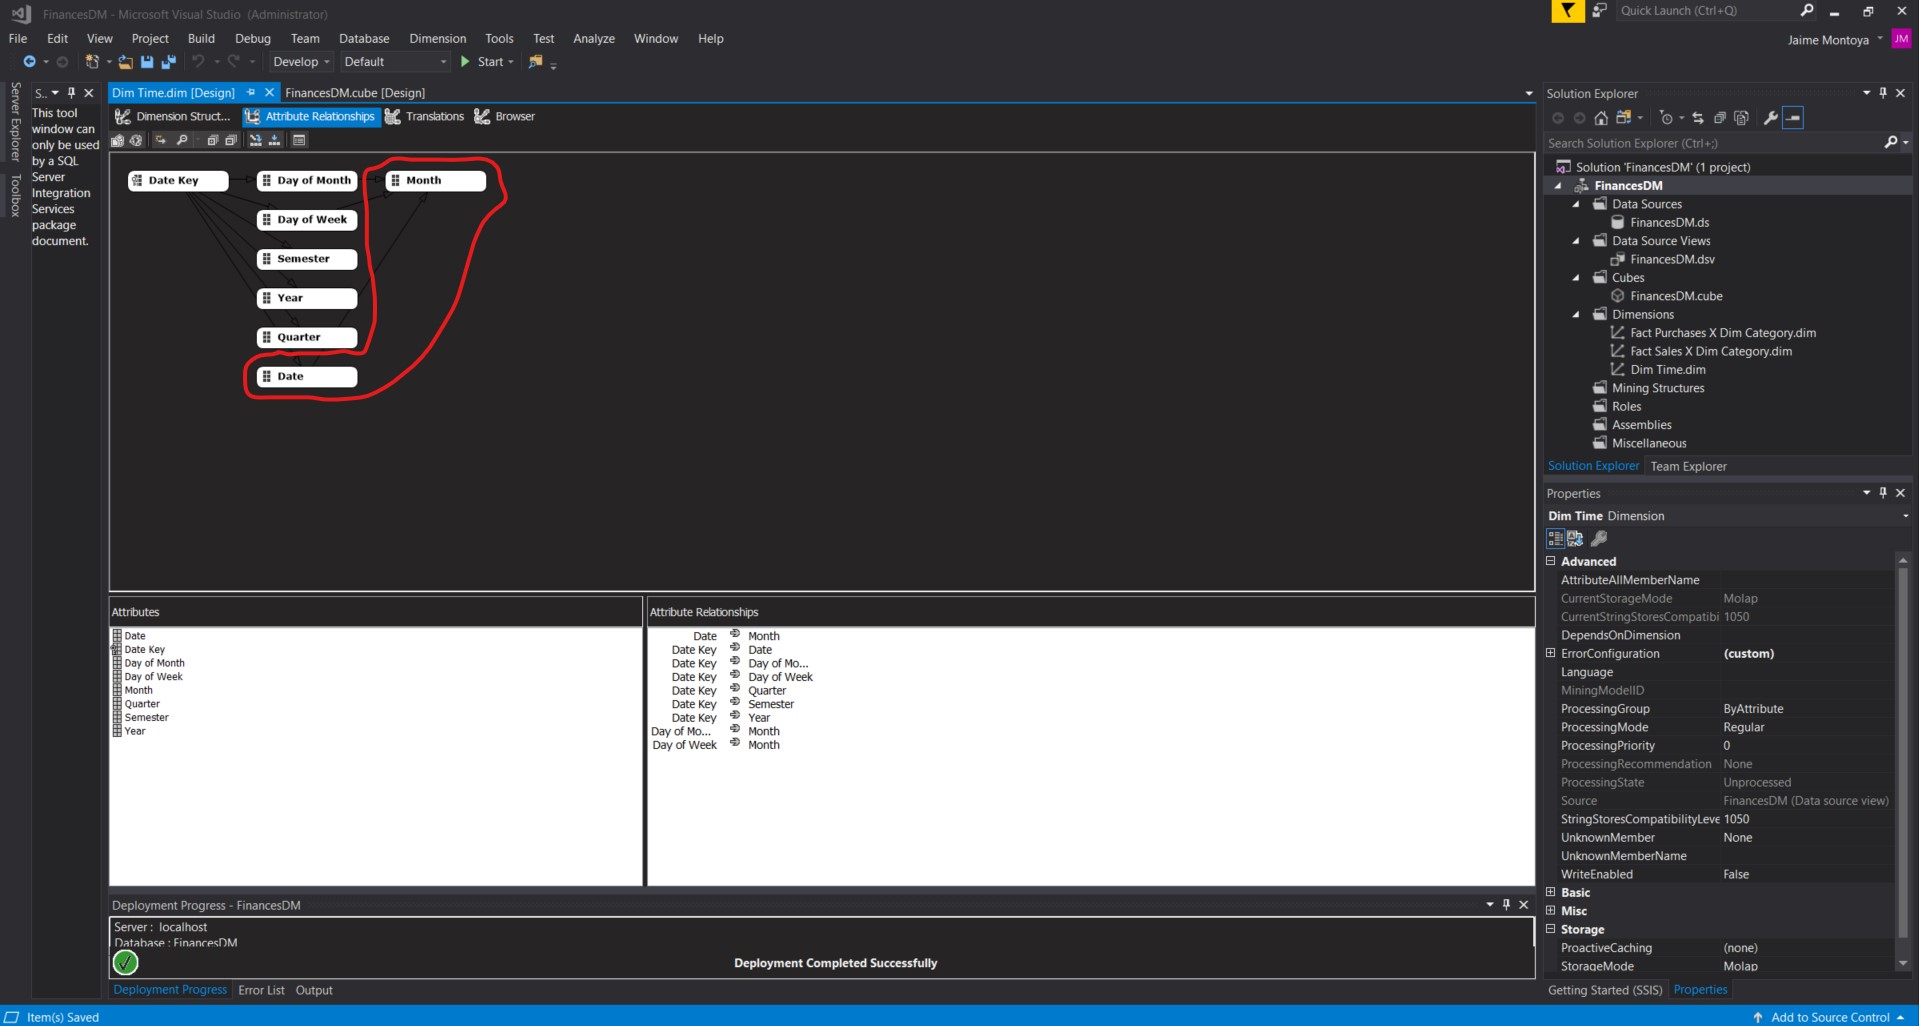 FinancesDM - Microsoft Visual Studio (Administrator)
Quick Launch (Ctrl+Q)
File Edit View Project Build Debug Team Database Dimension Tools Test Analyze Window Help
Jaime Montoya JM
Develop Default Start
Server Explorer
Toolbox
S..
This tool
window can
only be used
by a SQL
Server
Integration
Services
package
document.
Dim Time.dim [Design] FinancesDM.cube [Design]
Dimension Struct... Attribute Relationships Translations Browser
Date Key Day of Month Month
Day of Week
Semester
Year
Quarter
Date
Attributes
Date
Date Key
Day of Month
Day of Week
Month
Quarter
Semester
Year
Attribute Relationships
Date Month
Date Key Date
Date Key Day of Mo...
Date Key Day of Week
Date Key Quarter
Date Key Semester
Date Key Year
Day of Mo... Month
Day of Week Month
Deployment Progress - FinancesDM
Server : localhost
Database : FinancesDM
Deployment Completed Successfully
Deployment Progress Error List Output
Solution Explorer
Search Solution Explorer (Ctrl+;)
Solution 'FinancesDM' (1 project)
FinancesDM
Data Sources
FinancesDM.ds
Data Source Views
FinancesDM.dsv
Cubes
FinancesDM.cube
Dimensions
Fact Purchases X Dim Category.dim
Fact Sales X Dim Category.dim
Dim Time.dim
Mining Structures
Roles
Assemblies
Miscellaneous
Solution Explorer Team Explorer
Properties
Dim Time Dimension
Advanced
AttributeAllMemberName
CurrentStorageMode Molap
CurrentStringStoresCompatibi 1050
DependsOnDimension
ErrorConfiguration (custom)
Language
MiningModelID
ProcessingGroup ByAttribute
ProcessingMode Regular
ProcessingPriority 0
ProcessingRecommendation None
ProcessingState Unprocessed
Source FinancesDM (Data source view)
StringStoresCompatibilityLeve 1050
UnknownMember None
UnknownMemberName
WriteEnabled False
Basic
Misc
Storage
ProactiveCaching (none)
StorageMode Molap
Getting Started (SSIS) Properties
Item(s) Saved
Add to Source Control